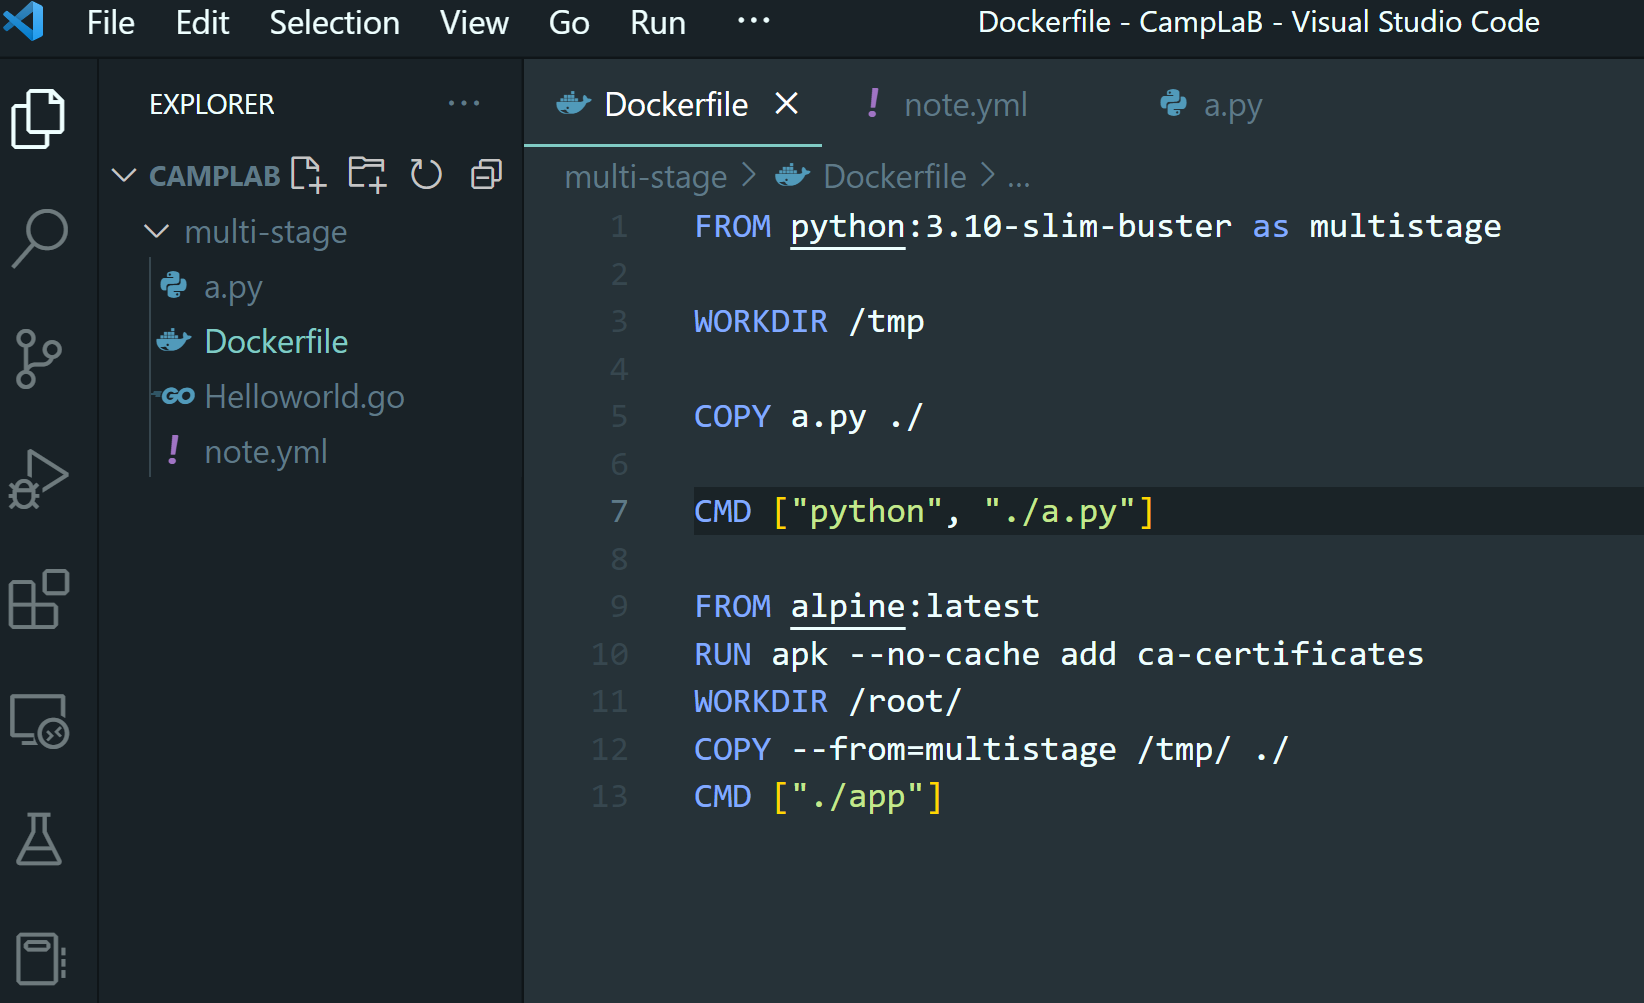 File Edit Selection View Go Run ··· Dockerfile - CampLaB - Visual Studio Code
EXPLORER ···
CAMPLAB
multi-stage
a.py
Dockerfile
GO Helloworld.go
! note.yml
Dockerfile ! note.yml a.py
multi-stage > Dockerfile > ...
1 FROM python:3.10-slim-buster as multistage
2
3 WORKDIR /tmp
4
5 COPY a.py ./
6
7 CMD ["python", "./a.py"]
8
9 FROM alpine:latest
10 RUN apk --no-cache add ca-certificates
11 WORKDIR /root/
12 COPY --from=multistage /tmp/ ./
13 CMD ["./app"]